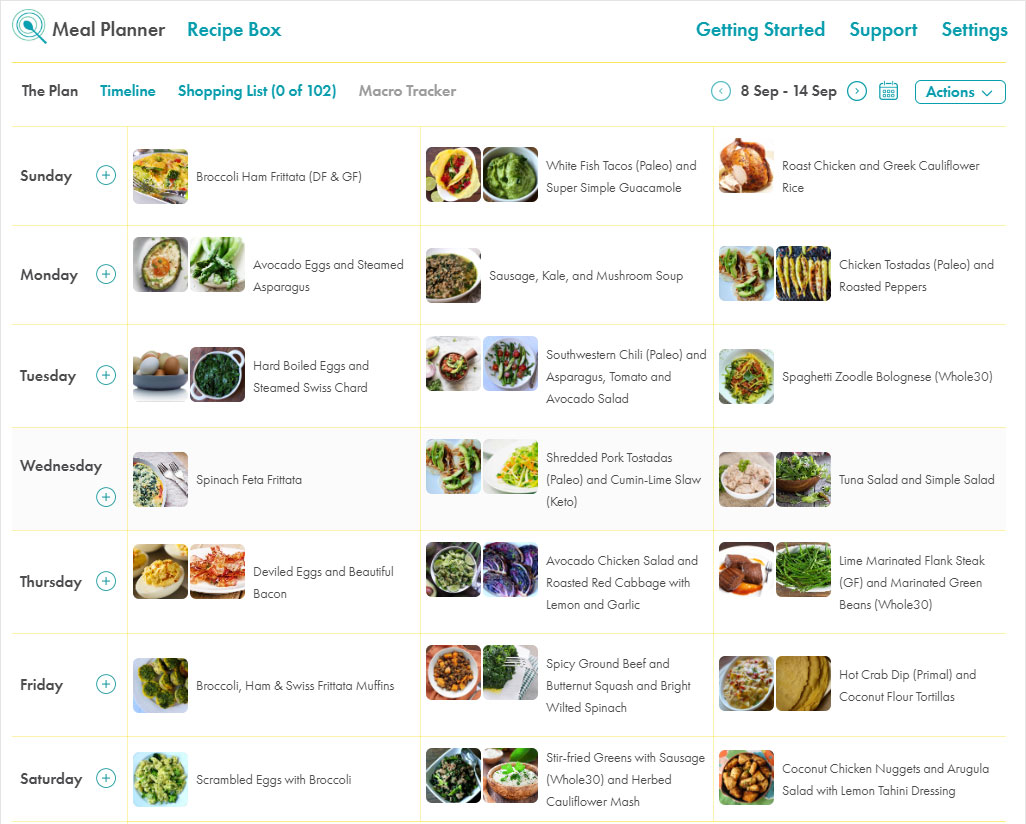 Meal Planner Recipe Box Getting Started Support Settings
The Plan Timeline Shopping List (0 of 102) Macro Tracker 8 Sep - 14 Sep Actions
Sunday
Broccoli Ham Frittata (DF & GF)
White Fish Tacos (Paleo) and
Super Simple Guacamole
Roast Chicken and Greek Cauliflower
Rice
Monday
Avocado Eggs and Steamed
Asparagus
Sausage, Kale, and Mushroom Soup
Chicken Tostadas (Paleo) and
Roasted Peppers
Tuesday
Hard Boiled Eggs and
Steamed Swiss Chard
Southwestern Chili (Paleo) and
Asparagus, Tomato and
Avocado Salad
Spaghetti Zoodle Bolognese (Whole30)
Wednesday
Spinach Feta Frittata
Shredded Pork Tostadas
(Paleo) and Cumin-Lime Slaw
(Keto)
Tuna Salad and Simple Salad
Thursday
Deviled Eggs and Beautiful
Bacon
Avocado Chicken Salad and
Roasted Red Cabbage with
Lemon and Garlic
Lime Marinated Flank Steak
(GF) and Marinated Green
Beans (Whole30)
Friday
Broccoli, Ham & Swiss Frittata Muffins
Spicy Ground Beef and
Butternut Squash and Bright
Wilted Spinach
Hot Crab Dip (Primal) and
Coconut Flour Tortillas
Saturday
Scrambled Eggs with Broccoli
Stir-fried Greens with Sausage
(Whole30) and Herbed
Cauliflower Mash
Coconut Chicken Nuggets and Arugula
Salad with Lemon Tahini Dressing